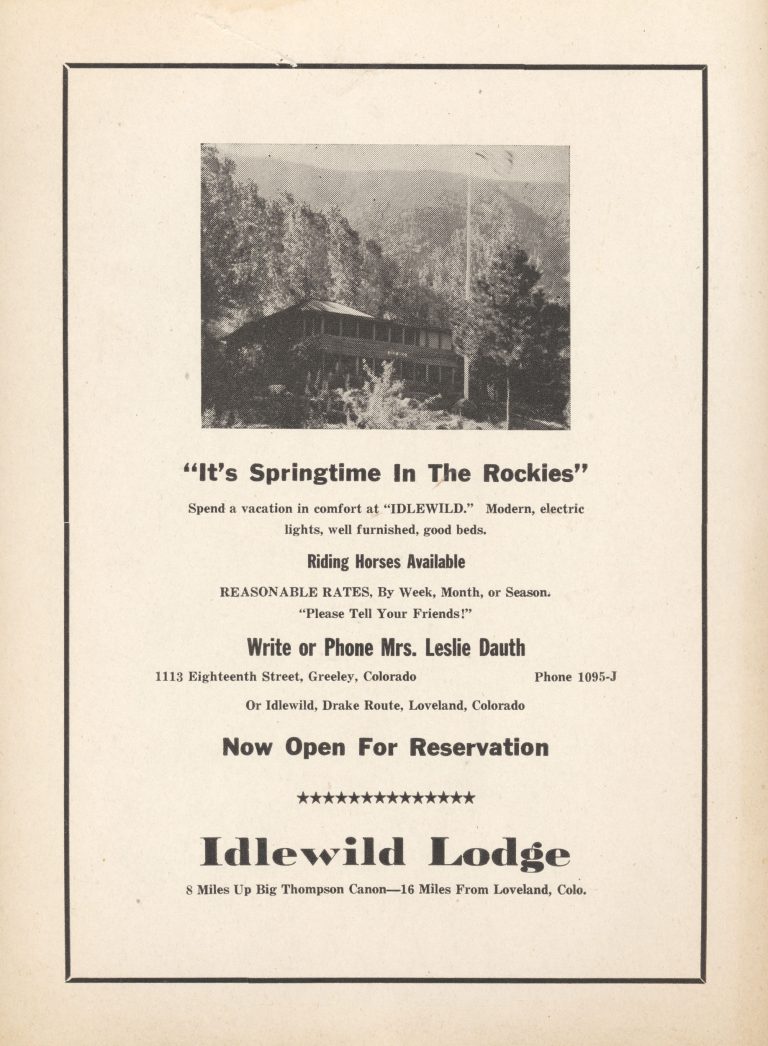 "It's Springtime In The Rockies"
Spend a vacation in comfort at "IDLEWILD." Modern, electric
lights, well furnished, good beds.
Riding Horses Available
REASONABLE RATES, By Week, Month, or Season.
"Please Tell Your Friends!"
Write or Phone Mrs. Leslie Dauth
1113 Eighteenth Street, Greeley, Colorado Phone 1095-J
Or Idlewild, Drake Route, Loveland, Colorado
Now Open For Reservation
★★★★★★★★★★★★★★
Idlewild Lodge
8 Miles Up Big Thompson Canon—16 Miles From Loveland, Colo.